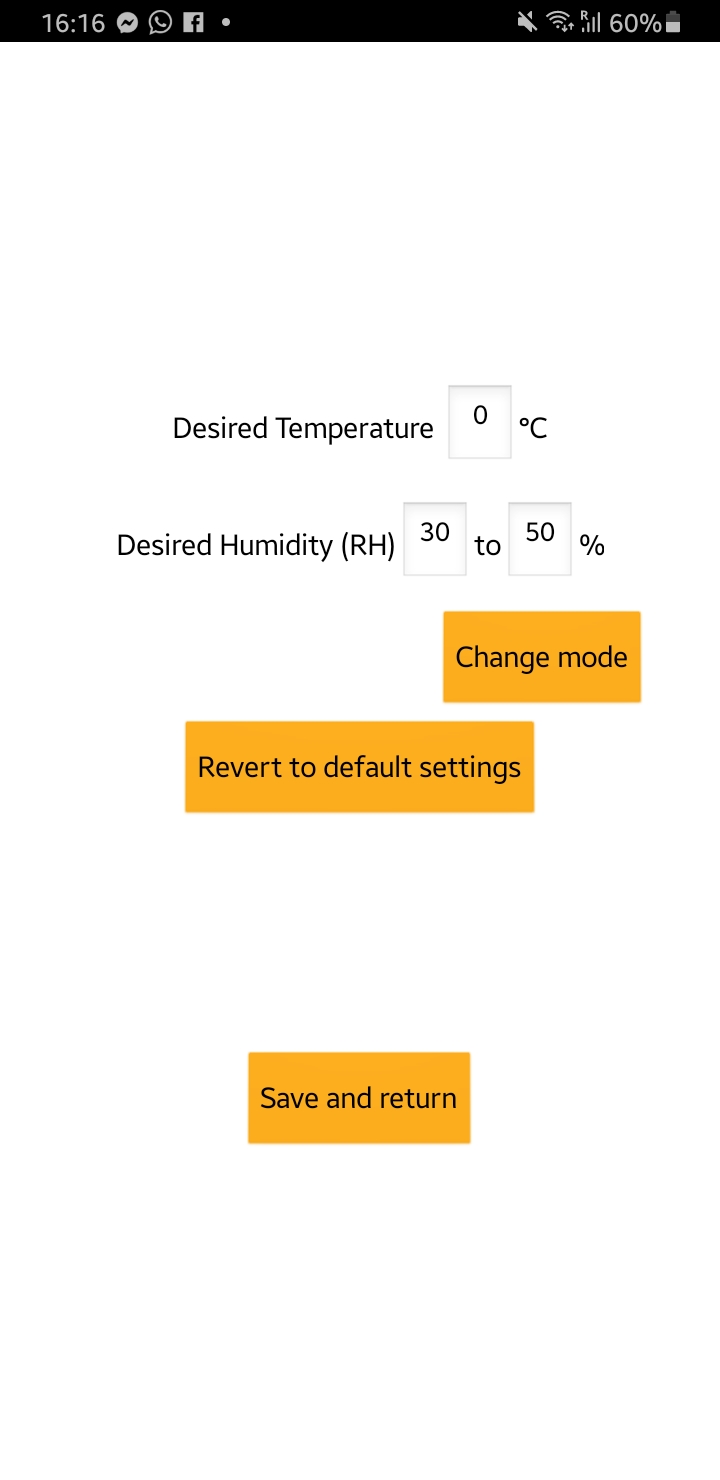 16:16 R 60%
Desired Temperature 0 °C
Desired Humidity (RH) 30 to 50 %
Change mode
Revert to default settings
Save and return